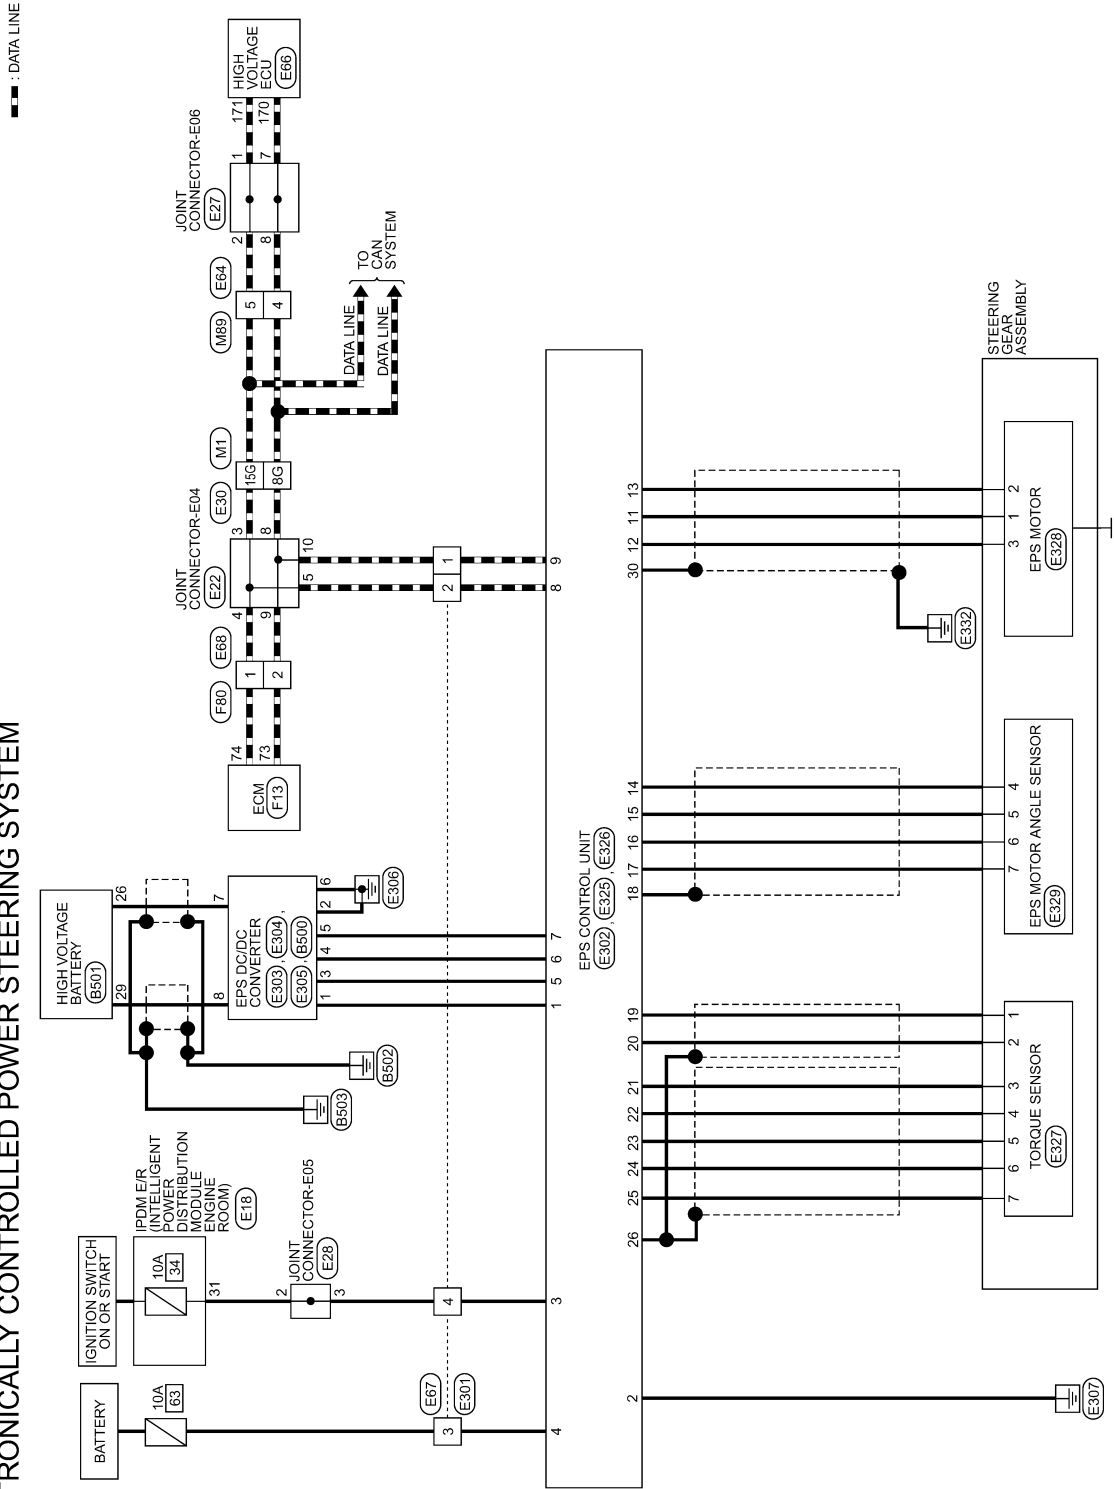 TRONICALLY CONTROLLED POWER STEERING SYSTEM
: DATA LINE
BATTERY
10A
63
E67
E301
3
4
IGNITION SWITCH
ON OR START
10A
34
IPDM E/R
(INTELLIGENT
POWER
DISTRIBUTION
MODULE
ENGINE
ROOM)
E18
31
2
JOINT
CONNECTOR-E05
E28
3
4
3
B503
B502
HIGH VOLTAGE
BATTERY
B501
29
26
8
7
EPS DC/DC
CONVERTER
E303 , E304 ,
E305 , B500
1
3
4
5
2
6
E306
1
5
6
7
ECM
F13
74
73
F80
E68
1
2
4
9
JOINT
CONNECTOR-E04
E22
3
8
5
10
2
1
8
9
E30
M1
15G
8G
DATA LINE
DATA LINE
TO
CAN
SYSTEM
M89
E64
5
4
2
8
JOINT
CONNECTOR-E06
E27
1
7
171
170
HIGH
VOLTAGE
ECU
E66
EPS CONTROL UNIT
E302 , E325 , E326
2
26
25
24
23
22
21
20
19
18
17
16
15
14
30
12
11
13
E307
7
6
5
4
3
2
1
TORQUE SENSOR
E327
7
6
5
4
EPS MOTOR ANGLE SENSOR
E329
E332
3
1
2
EPS MOTOR
E328
STEERING
GEAR
ASSEMBLY